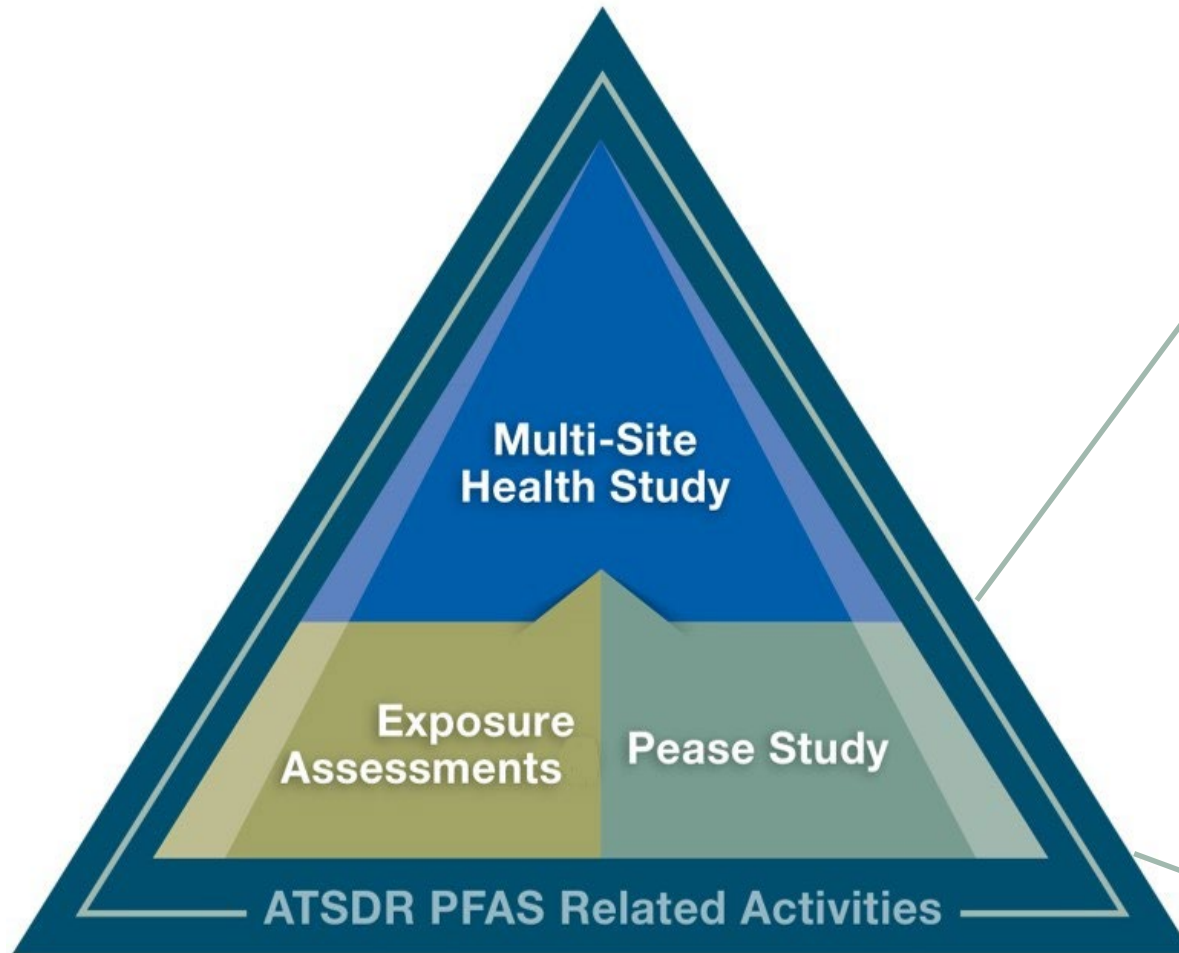 Multi-Site
Health Study
Exposure
Assessments
Pease Study
ATSDR PFAS Related Activities